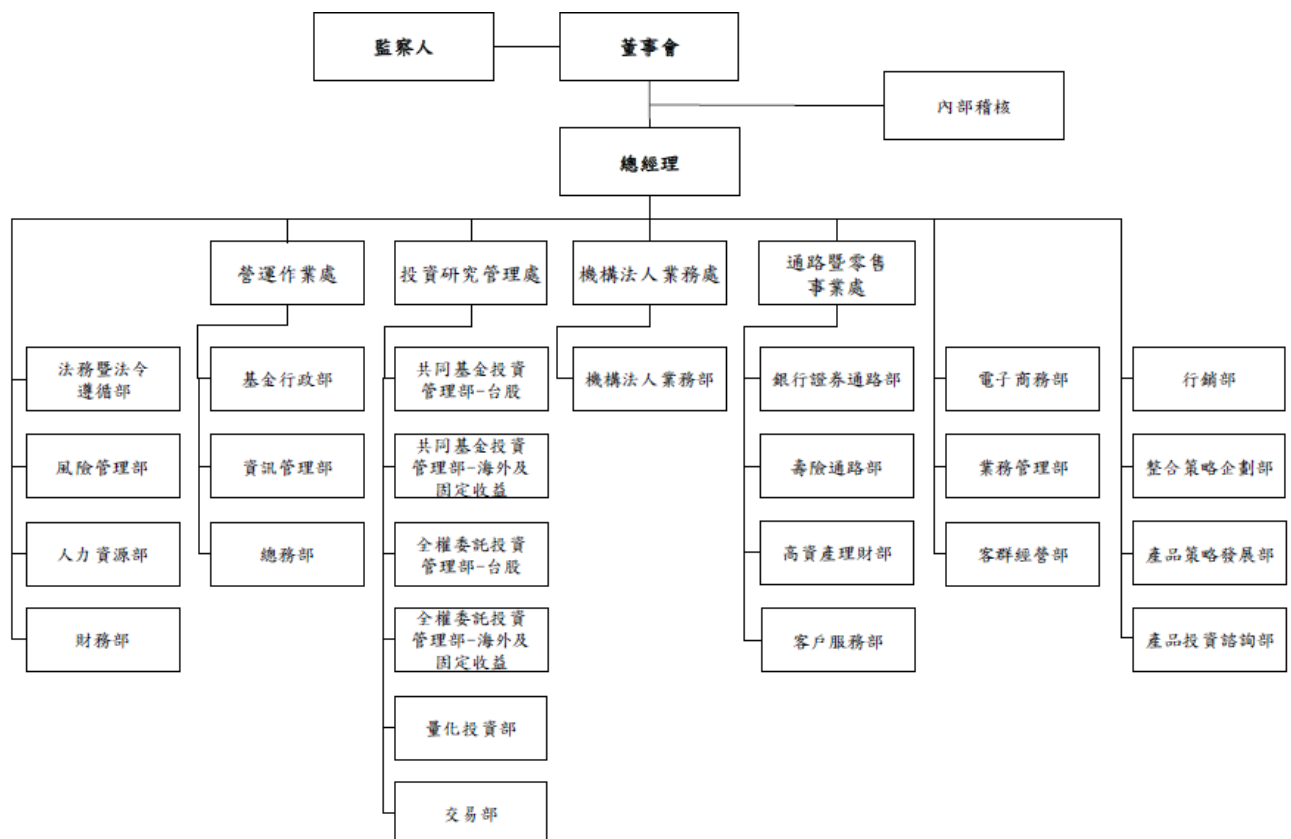 監察人
董事會
內部稽核
總經理
營運作業處
投資研究管理處
機構法人業務處
通路暨零售
事業處
法務暨法令
遵循部
風險管理部
人力資源部
財務部
基金行政部
資訊管理部
總務部
共同基金投資
管理部-台股
共同基金投資
管理部-海外及
固定收益
全權委託投資
管理部-台股
全權委託投資
管理部-海外及
固定收益
量化投資部
交易部
機構法人業務部
銀行證券通路部
壽險通路部
高資產理財部
客戶服務部
電子商務部
業務管理部
客群經營部
行銷部
整合策略企劃部
產品策略發展部
產品投資諮詢部